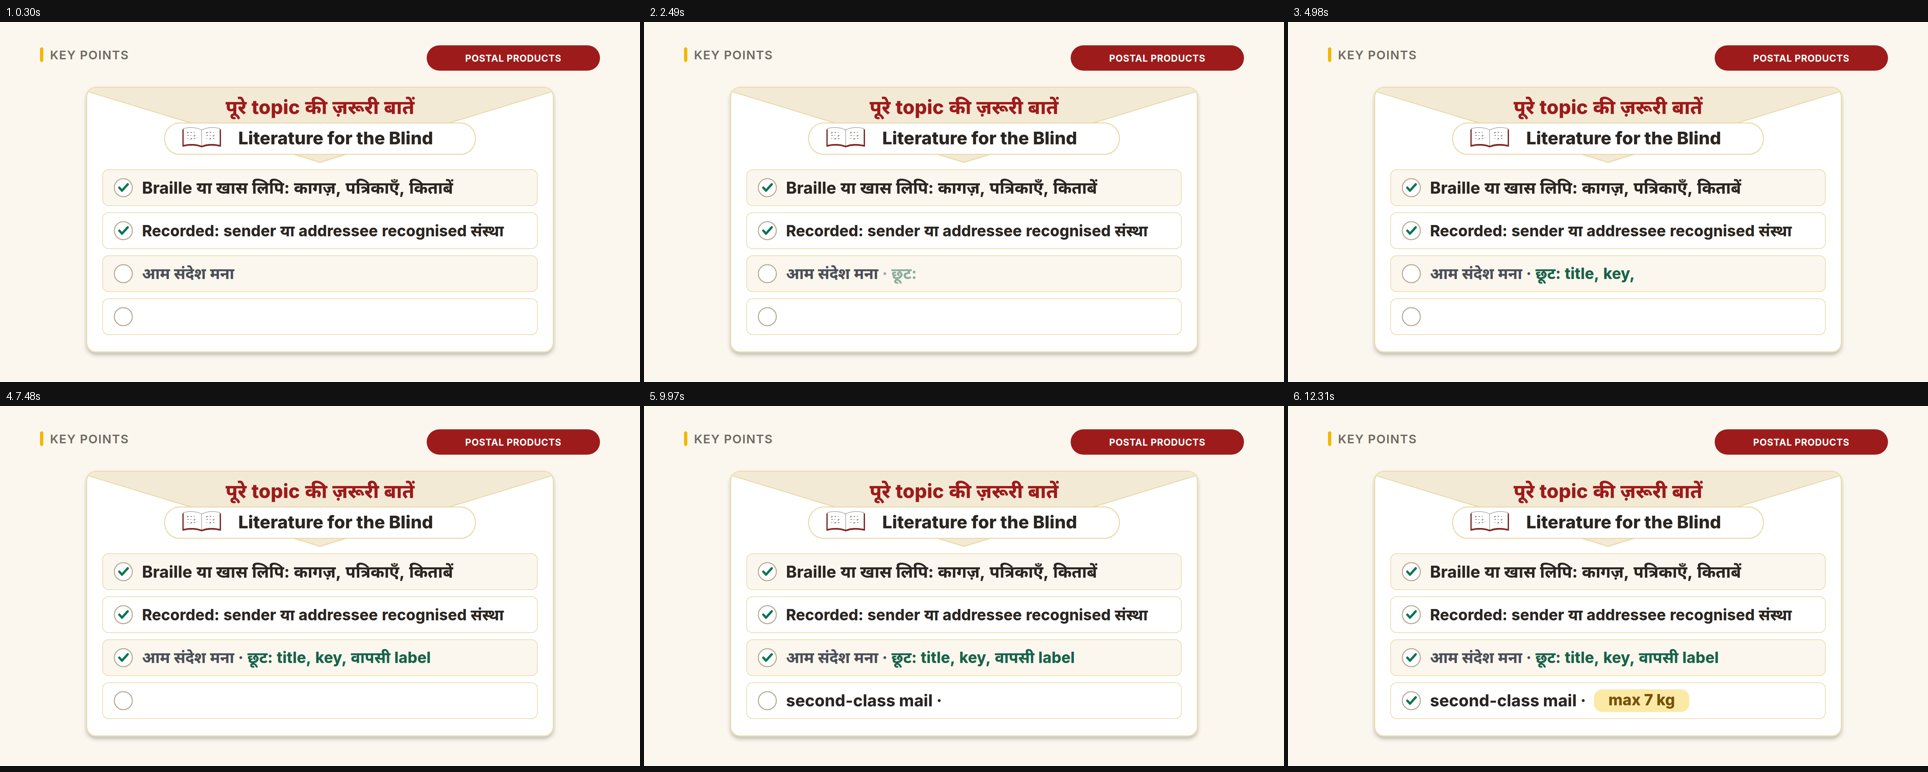 1. 0.30s
KEY POINTS
POSTAL PRODUCTS
पूरे topic की ज़रूरी बातें
Literature for the Blind
Braille या खास लिपि: कागज़, पत्रिकाएँ, किताबें
Recorded: sender या addressee recognised संस्था
आम संदेश मना
2. 2.49s
KEY POINTS
POSTAL PRODUCTS
पूरे topic की ज़रूरी बातें
Literature for the Blind
Braille या खास लिपि: कागज़, पत्रिकाएँ, किताबें
Recorded: sender या addressee recognised संस्था
आम संदेश मना · छूट:
3. 4.98s
KEY POINTS
POSTAL PRODUCTS
पूरे topic की ज़रूरी बातें
Literature for the Blind
Braille या खास लिपि: कागज़, पत्रिकाएँ, किताबें
Recorded: sender या addressee recognised संस्था
आम संदेश मना · छूट: title, key,
4. 7.48s
KEY POINTS
POSTAL PRODUCTS
पूरे topic की ज़रूरी बातें
Literature for the Blind
Braille या खास लिपि: कागज़, पत्रिकाएँ, किताबें
Recorded: sender या addressee recognised संस्था
आम संदेश मना · छूट: title, key, वापसी label
5. 9.97s
KEY POINTS
POSTAL PRODUCTS
पूरे topic की ज़रूरी बातें
Literature for the Blind
Braille या खास लिपि: कागज़, पत्रिकाएँ, किताबें
Recorded: sender या addressee recognised संस्था
आम संदेश मना · छूट: title, key, वापसी label
second-class mail ·
6. 12.31s
KEY POINTS
POSTAL PRODUCTS
पूरे topic की ज़रूरी बातें
Literature for the Blind
Braille या खास लिपि: कागज़, पत्रिकाएँ, किताबें
Recorded: sender या addressee recognised संस्था
आम संदेश मना · छूट: title, key, वापसी label
second-class mail · max 7 kg